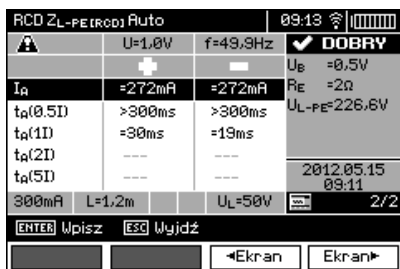 RCD ZL-PE[RCD] Auto 09:13
U=1,0V f=49,9Hz ✔ DOBRY
+ −
UB =0,5V
IA =272mA =272mA
RE =2Ω
tA(0.5I) >300ms >300ms
UL-PE=226,6V
tA(1I) =30ms =19ms
tA(2I) --- ---
tA(5I) --- ---
2012.05.15
09:11
300mA L=1,2m UL=50V 2/2
ENTER Wpisz ESC Wyjdź
◄Ekran Ekran►